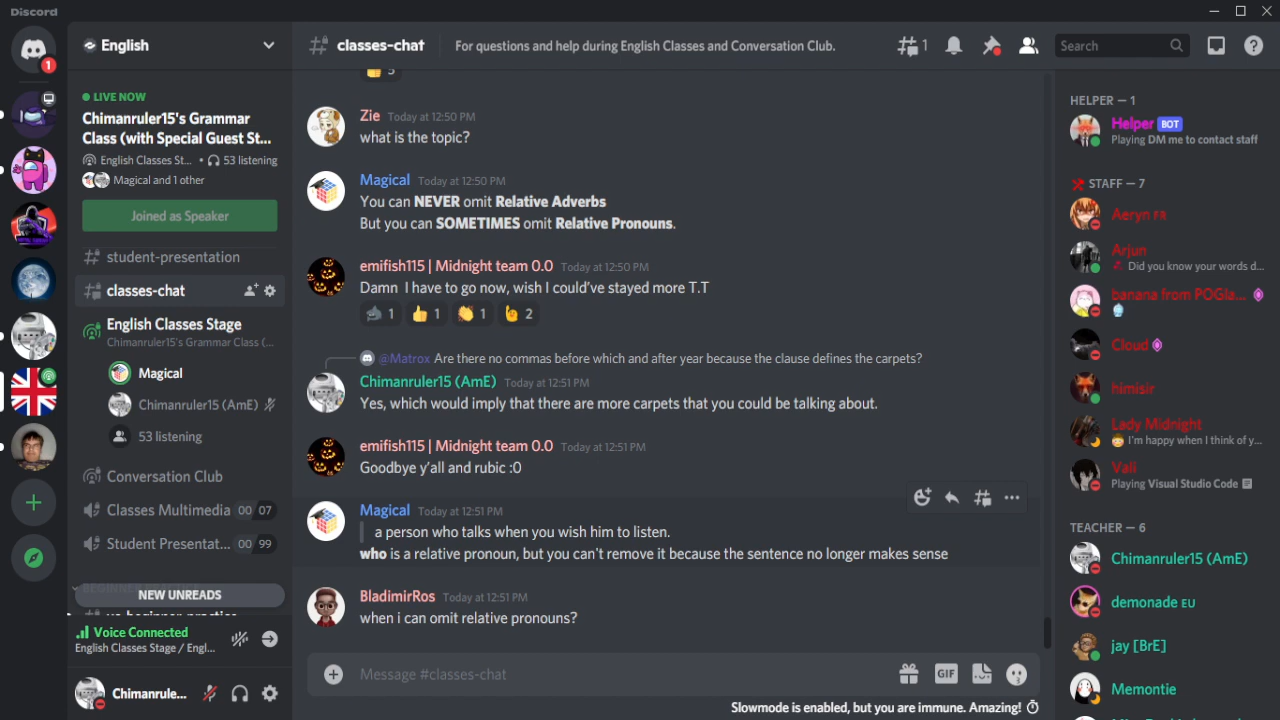 Discord
1
English
LIVE NOW
Chimanruler15's Grammar
Class (with Special Guest St...
English Classes St... • 53 listening
Magical and 1 other
Joined as Speaker
student-presentation
classes-chat
English Classes Stage
Chimanruler15's Grammar Class (...
Magical
Chimanruler15 (AmE)
53 listening
Conversation Club
Classes Multimedia 00 07
Student Presentat... 00 99
NEW UNREADS
Voice Connected
English Classes Stage / Engl...
Chimanrule...
classes-chat For questions and help during English Classes and Conversation Club. 1 Search
5
Zie Today at 12:50 PM
what is the topic?
Magical Today at 12:50 PM
You can NEVER omit Relative Adverbs
But you can SOMETIMES omit Relative Pronouns.
emifish115 | Midnight team 0.0 Today at 12:50 PM
Damn I have to go now, wish I could've stayed more T.T
1 1 1 2
@Matrox Are there no commas before which and after year because the clause defines the carpets?
Chimanruler15 (AmE) Today at 12:51 PM
Yes, which would imply that there are more carpets that you could be talking about.
emifish115 | Midnight team 0.0 Today at 12:51 PM
Goodbye y'all and rubic :0
Magical Today at 12:51 PM
a person who talks when you wish him to listen.
who is a relative pronoun, but you can't remove it because the sentence no longer makes sense
BladimirRos Today at 12:51 PM
when i can omit relative pronouns?
Message #classes-chat
GIF
Slowmode is enabled, but you are immune. Amazing!
HELPER — 1
Helper BOT
Playing DM me to contact staff
STAFF — 7
Aeryn FR
Arjun
Did you know your words d...
banana from POGla...
Cloud
himisir
Lady Midnight
I'm happy when I think of y...
Vali
Playing Visual Studio Code
TEACHER — 6
Chimanruler15 (AmE)
demonade EU
jay [BrE]
Memontie